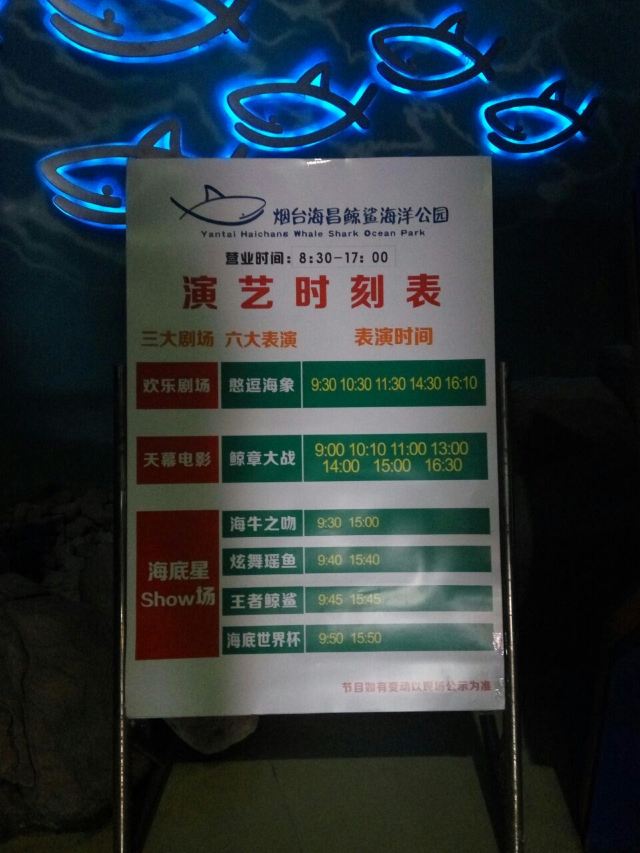 烟台海昌鲸鲨海洋公园
Yantai Haichang Whale Shark Ocean Park
营业时间：8:30-17：00
演艺时刻表
三大剧场 六大表演 表演时间
欢乐剧场 憨逗海象 9:30 10:30 11:30 14:30 16:10
天幕电影 鲸章大战 9:00 10:10 11:00 13:00
14:00 15:00 16:30
海底星
Show场
海牛之吻 9:30 15:00
炫舞瑶鱼 9:40 15:40
王者鲸鲨 9:45 15:45
海底世界杯 9:50 15:50
节目如有变动以现场公示为准